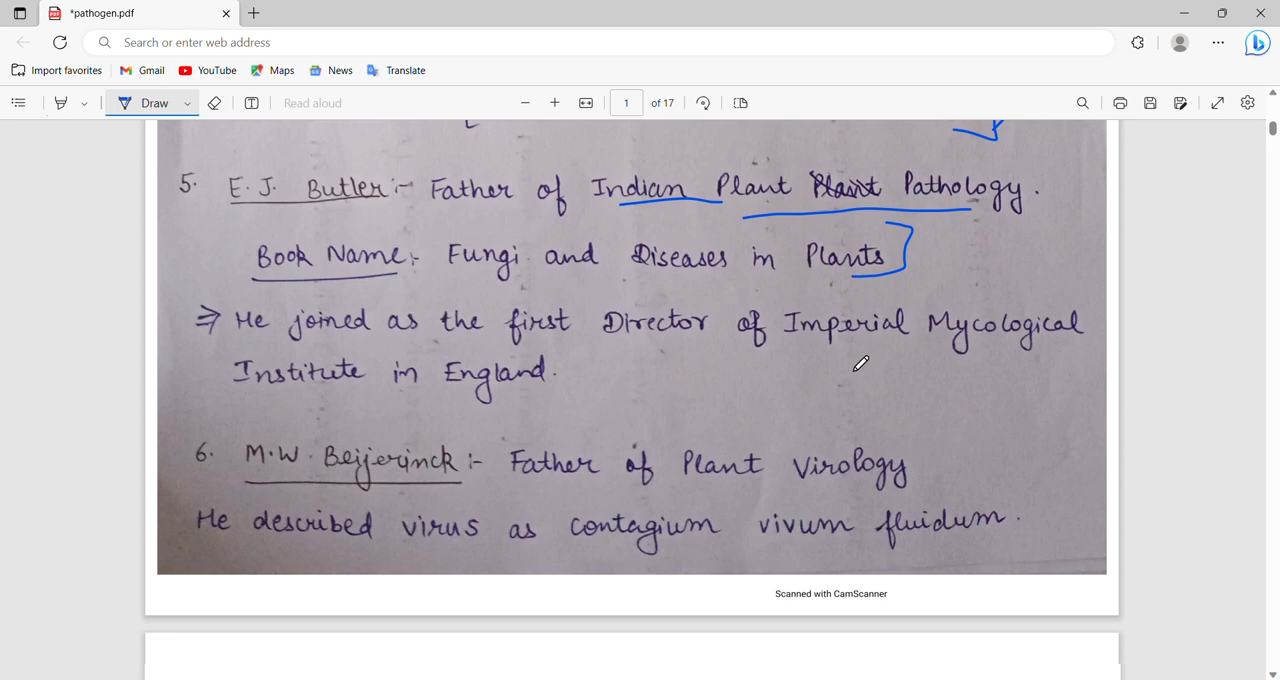 *pathogen.pdf
Search or enter web address
Import favorites Gmail YouTube Maps News Translate
Draw Read aloud 1 of 17
5. E. J. Butler :- Father of Indian Plant Plant Pathology.
Book Name :- Fungi and Diseases in Plants
⇒ He joined as the first Director of Imperial Mycological
Institute in England.
6. M.W. Beijjerinck :- Father of Plant Virology
He described virus as contagium vivum fluidum.
Scanned with CamScanner